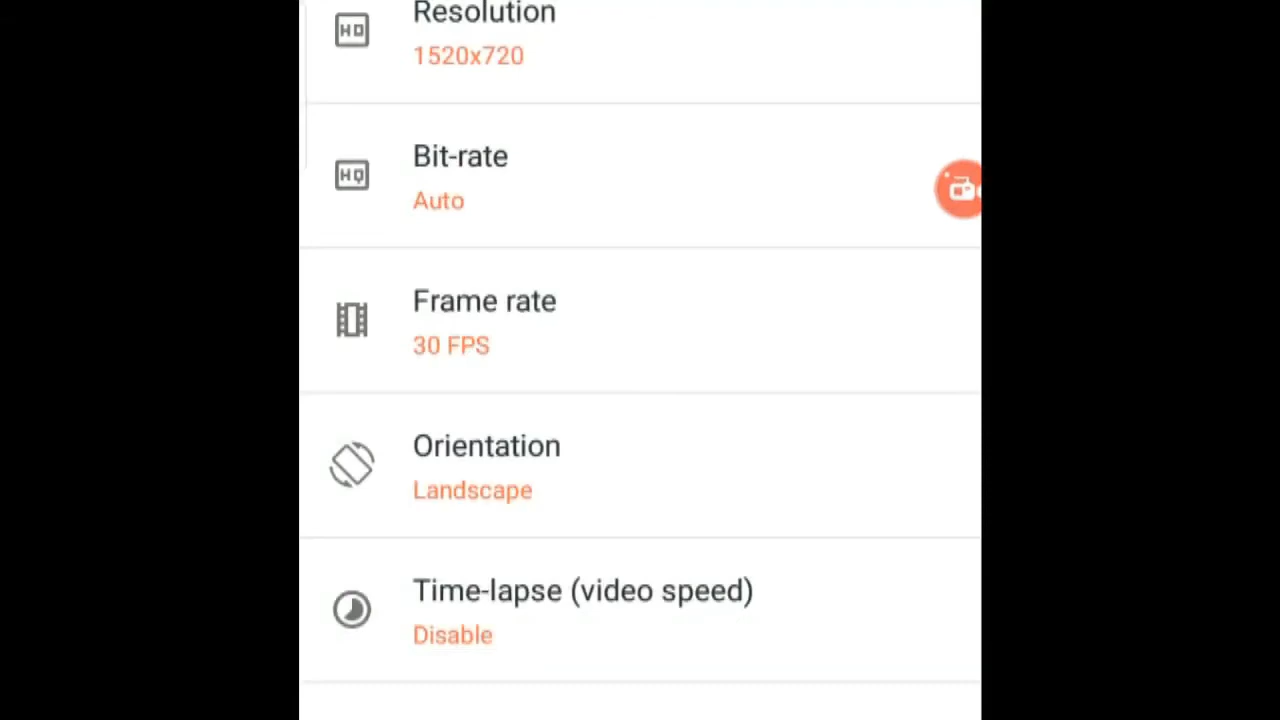 Resolution
1520x720
Bit-rate
Auto
Frame rate
30 FPS
Orientation
Landscape
Time-lapse (video speed)
Disable